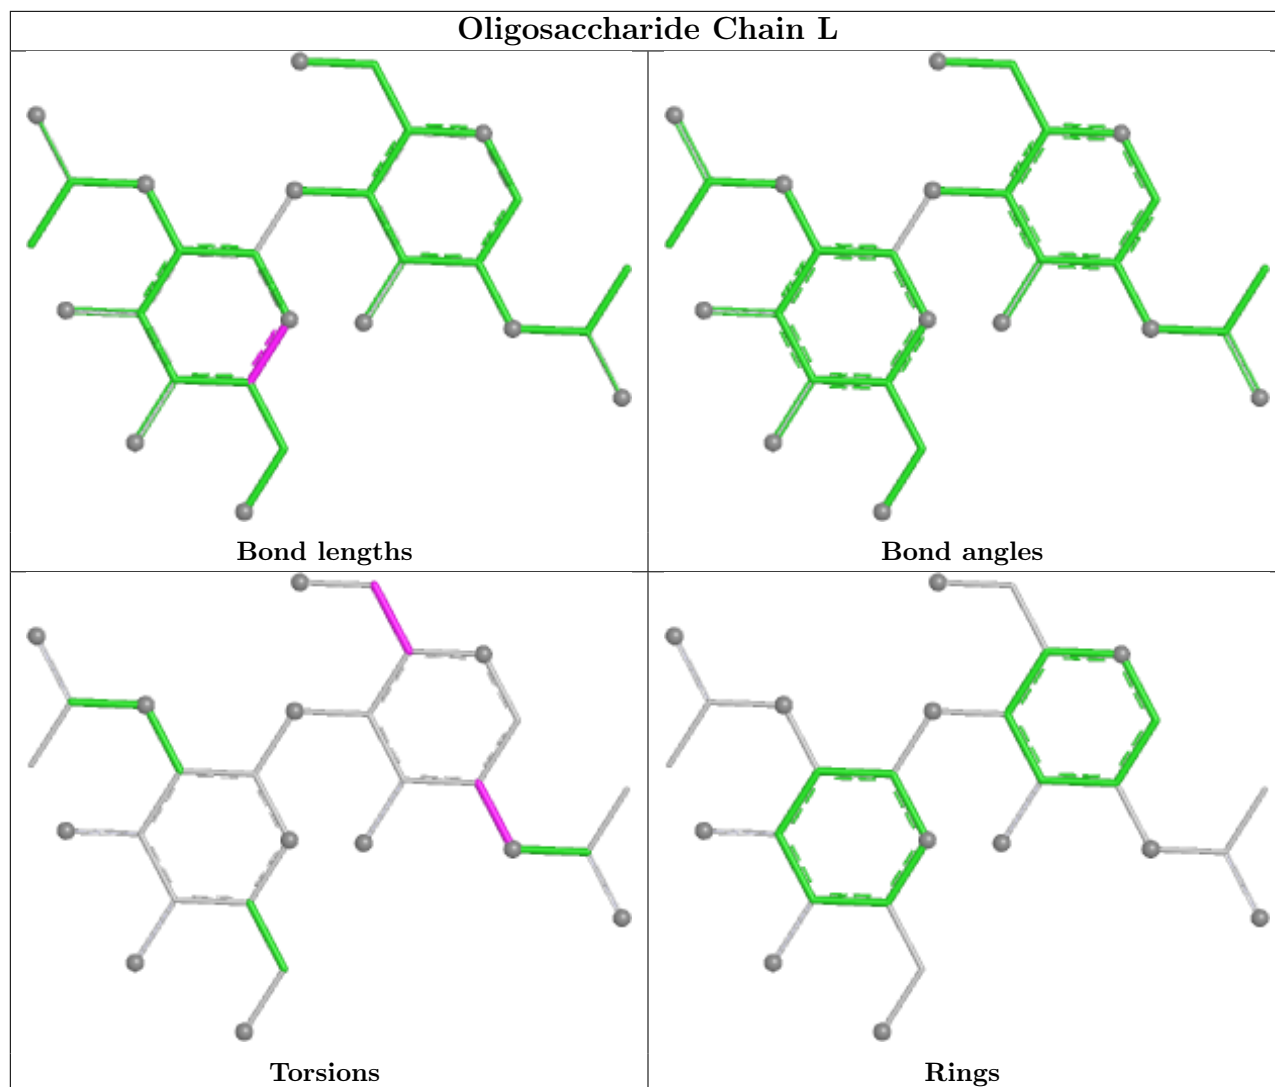 Oligosaccharide Chain L
Bond lengths
Bond angles
Torsions
Rings